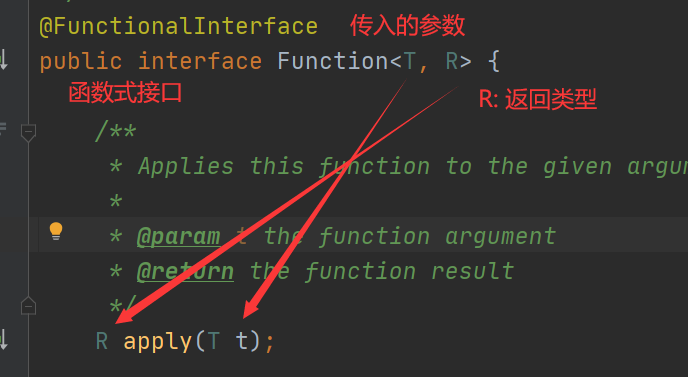 @FunctionalInterface 传入的参数
public interface Function<T, R> {
函数式接口 R: 返回类型
/**
* Applies this function to the given argum
*
* @param t the function argument
* @return the function result
*/
R apply(T t);